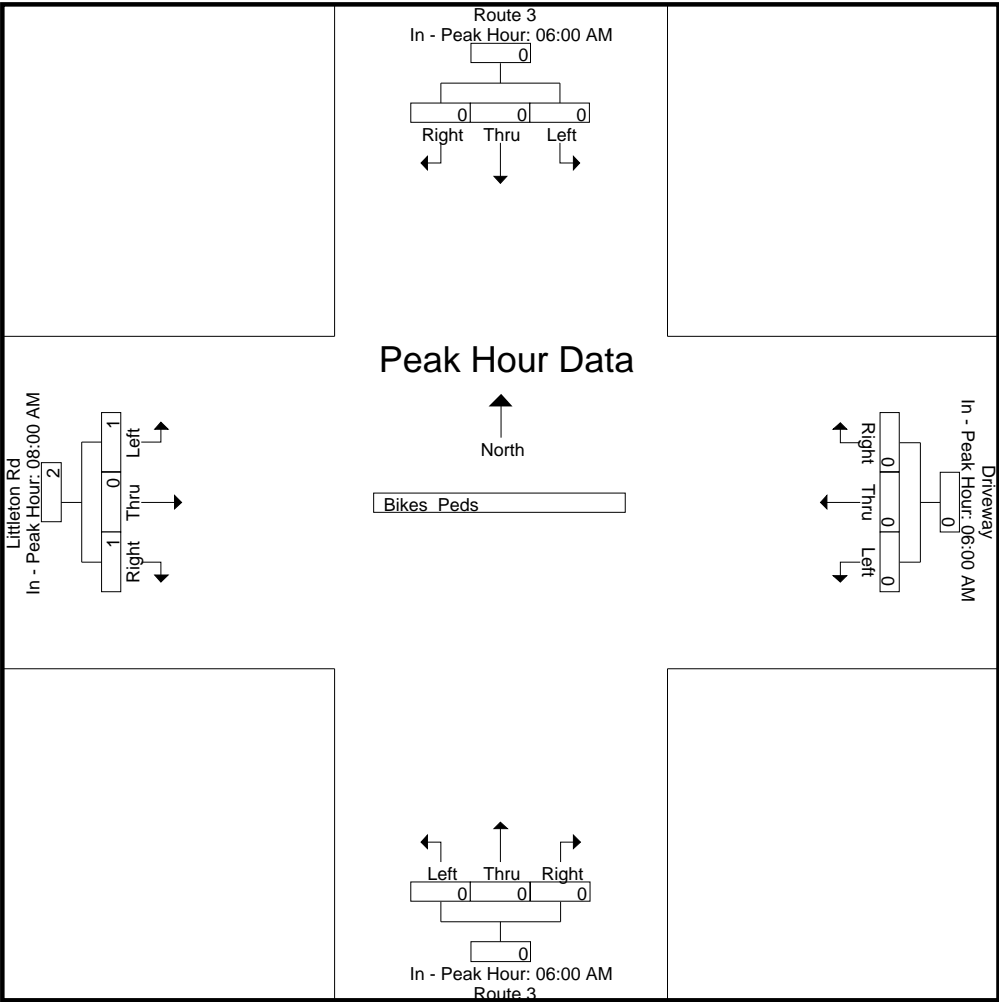 Route 3
In - Peak Hour: 06:00 AM
0
0 0 0
Right Thru Left
Peak Hour Data
North
Bikes Peds
Littleton Rd
In - Peak Hour: 08:00 AM
2
1 0 1
Left Thru Right
Driveway
In - Peak Hour: 06:00 AM
0
0 0 0
Right Thru Left
Left Thru Right
0 0 0
0
In - Peak Hour: 06:00 AM
Route 3